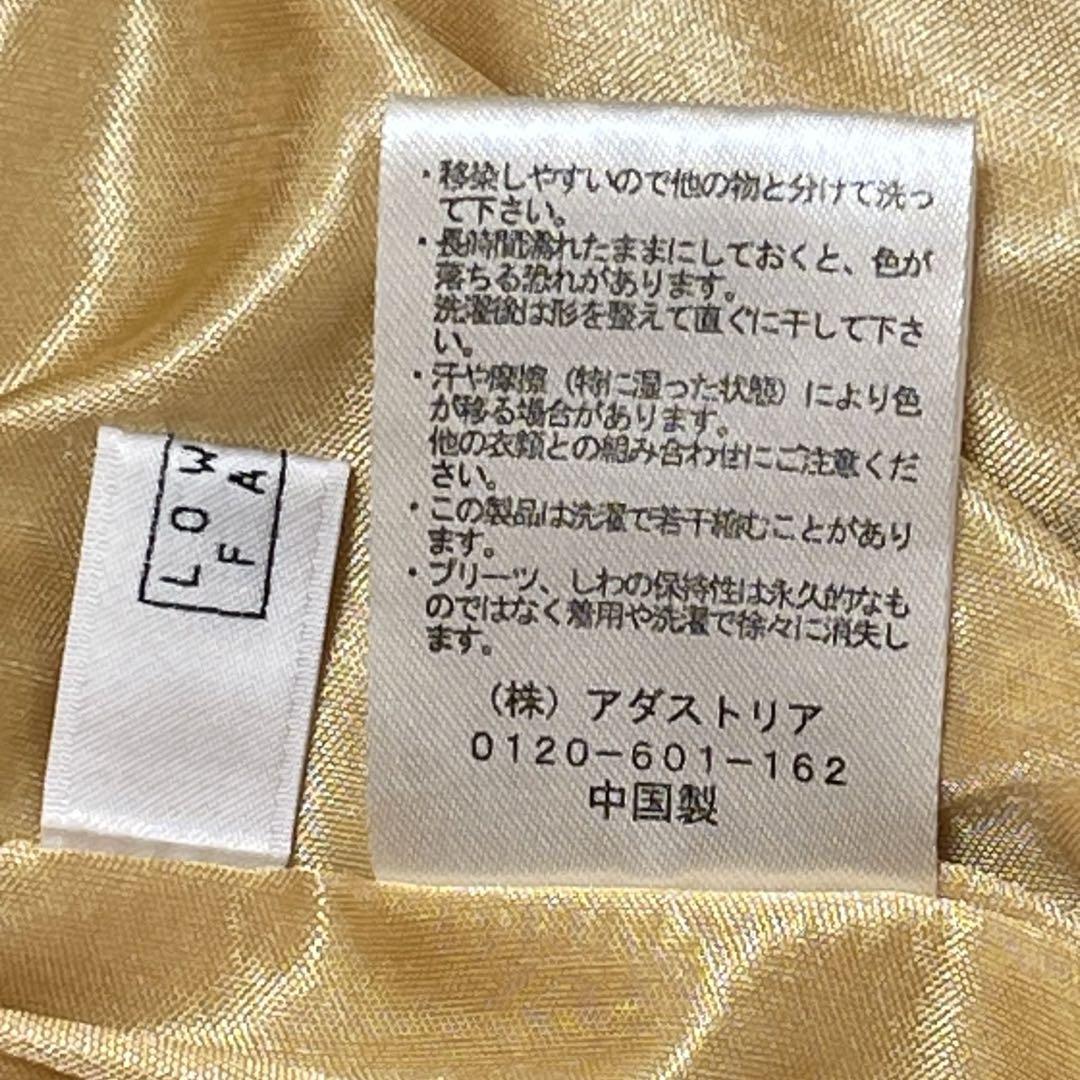 ・移染しやすいので他の物と分けて洗っ
て下さい。
・長時間濡れたままにしておくと、色が
落ちる恐れがあります。
洗濯後は形を整えて直ぐに干して下さ
い。
・汗や摩擦（特に湿った状態）により色
が移る場合があります。
他の衣類との組み合わせにご注意くだ
さい。
・この製品は洗濯で若干縮むことがあり
ます。
・プリーツ、しわの保持性は永久的なも
のではなく着用や洗濯で徐々に消失し
ます。
（株）アダストリア
0120-601-162
中国製
LOW
FA